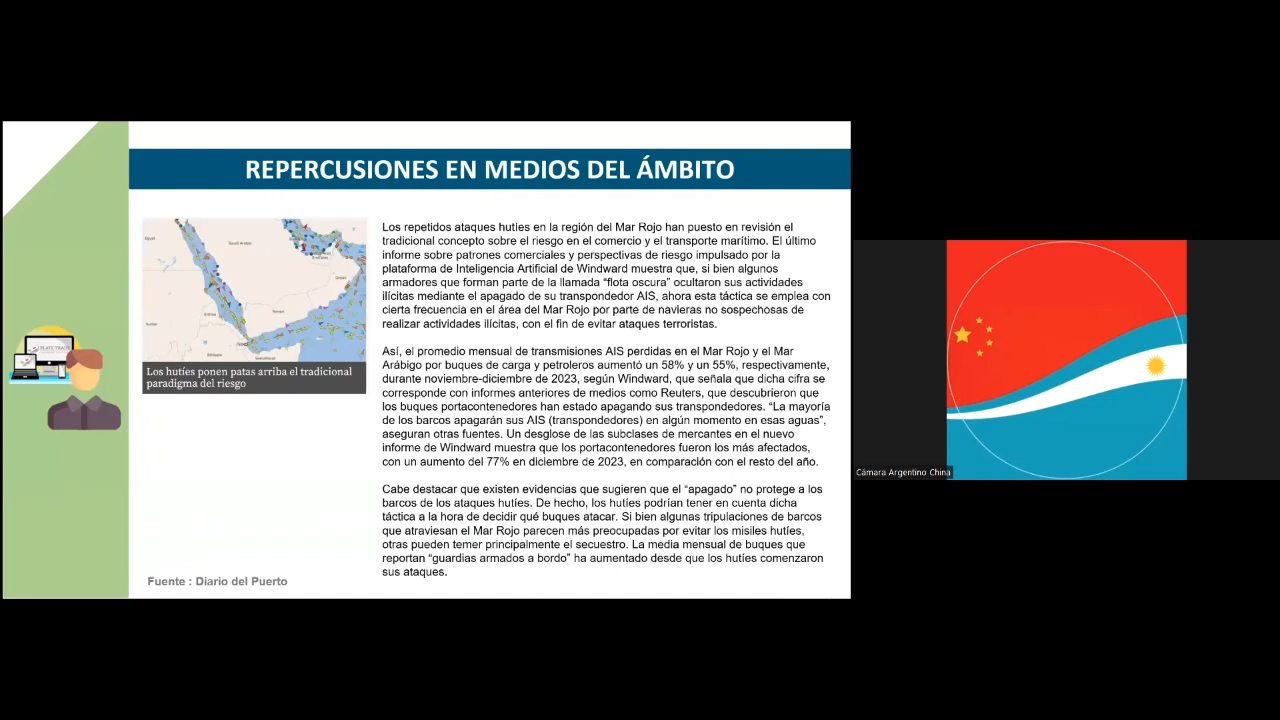 REPERCUSIONES EN MEDIOS DEL ÁMBITO
Los hutíes ponen patas arriba el tradicional
paradigma del riesgo
Los repetidos ataques hutíes en la región del Mar Rojo han puesto en revisión el
tradicional concepto sobre el riesgo en el comercio y el transporte marítimo. El último
informe sobre patrones comerciales y perspectivas de riesgo impulsado por la
plataforma de Inteligencia Artificial de Windward muestra que, si bien algunos
armadores que forman parte de la llamada “flota oscura” ocultaron sus actividades
ilícitas mediante el apagado de su transpondedor AIS, ahora esta táctica se emplea con
cierta frecuencia en el área del Mar Rojo por parte de navieras no sospechosas de
realizar actividades ilícitas, con el fin de evitar ataques terroristas.
Así, el promedio mensual de transmisiones AIS perdidas en el Mar Rojo y el Mar
Arábigo por buques de carga y petroleros aumentó un 58% y un 55%, respectivamente,
durante noviembre-diciembre de 2023, según Windward, que señala que dicha cifra se
corresponde con informes anteriores de medios como Reuters, que descubrieron que
los buques portacontenedores han estado apagando sus transpondedores. “La mayoría
de los barcos apagarán sus AIS (transpondedores) en algún momento en esas aguas”,
aseguran otras fuentes. Un desglose de las subclases de mercantes en el nuevo
informe de Windward muestra que los portacontenedores fueron los más afectados,
con un aumento del 77% en diciembre de 2023, en comparación con el resto del año.
Cabe destacar que existen evidencias que sugieren que el “apagado” no protege a los
barcos de los ataques hutíes. De hecho, los hutíes podrían tener en cuenta dicha
táctica a la hora de decidir qué buques atacar. Si bien algunas tripulaciones de barcos
que atraviesan el Mar Rojo parecen más preocupadas por evitar los misiles hutíes,
otras pueden temer principalmente el secuestro. La media mensual de buques que
reportan “guardias armados a bordo” ha aumentado desde que los hutíes comenzaron
sus ataques.
Fuente : Diario del Puerto
Cámara Argentino China